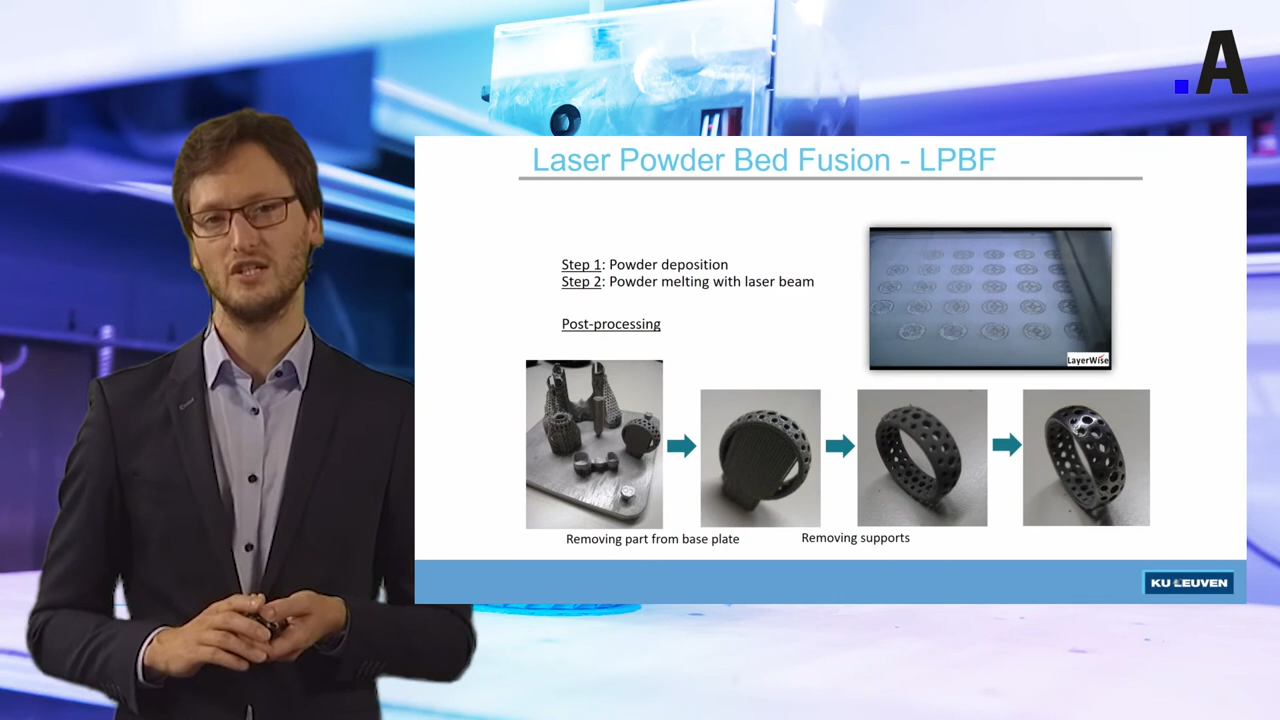 .A
Laser Powder Bed Fusion - LPBF
Step 1: Powder deposition
Step 2: Powder melting with laser beam
Post-processing
LayerWise
Removing part from base plate
Removing supports
KU LEUVEN